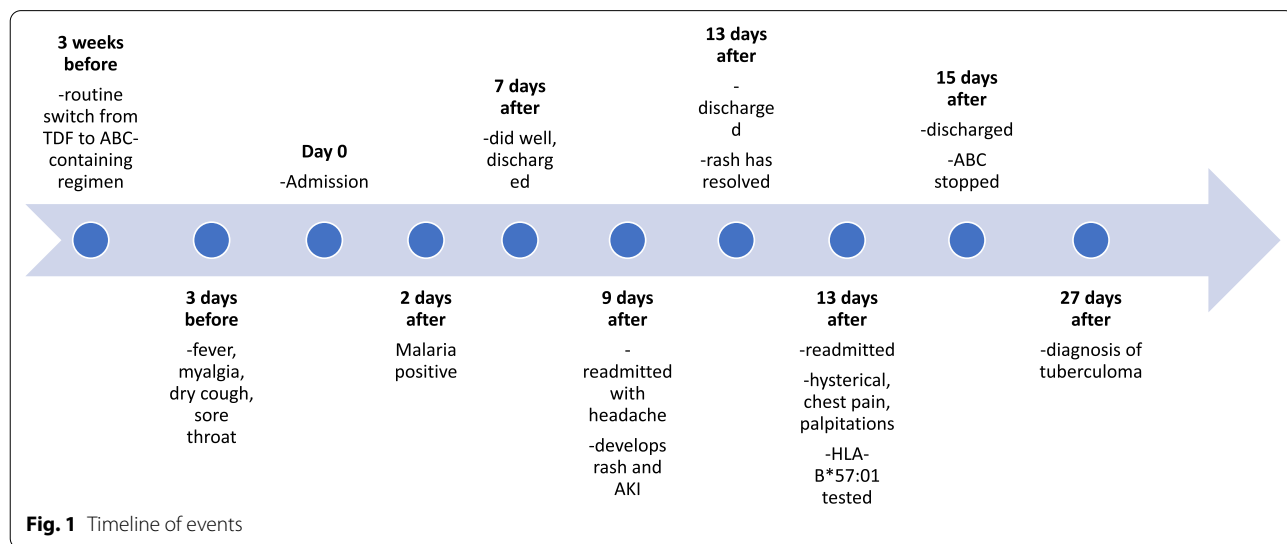 3 weeks
before
-routine
switch from
TDF to ABC-
containing
regimen
3 days
before
-fever,
myalgia,
dry cough,
sore
throat
Day 0
-Admission
2 days
after
Malaria
positive
7 days
after
-did well,
discharg
ed
9 days
after
-
readmitted
with
headache
-develops
rash and
AKI
13 days
after
-
discharge
d
-rash has
resolved
13 days
after
-readmitted
-hysterical,
chest pain,
palpitations
-HLA-
B*57:01
tested
15 days
after
-discharged
-ABC
stopped
27 days
after
-diagnosis of
tuberculoma
Fig. 1 Timeline of events